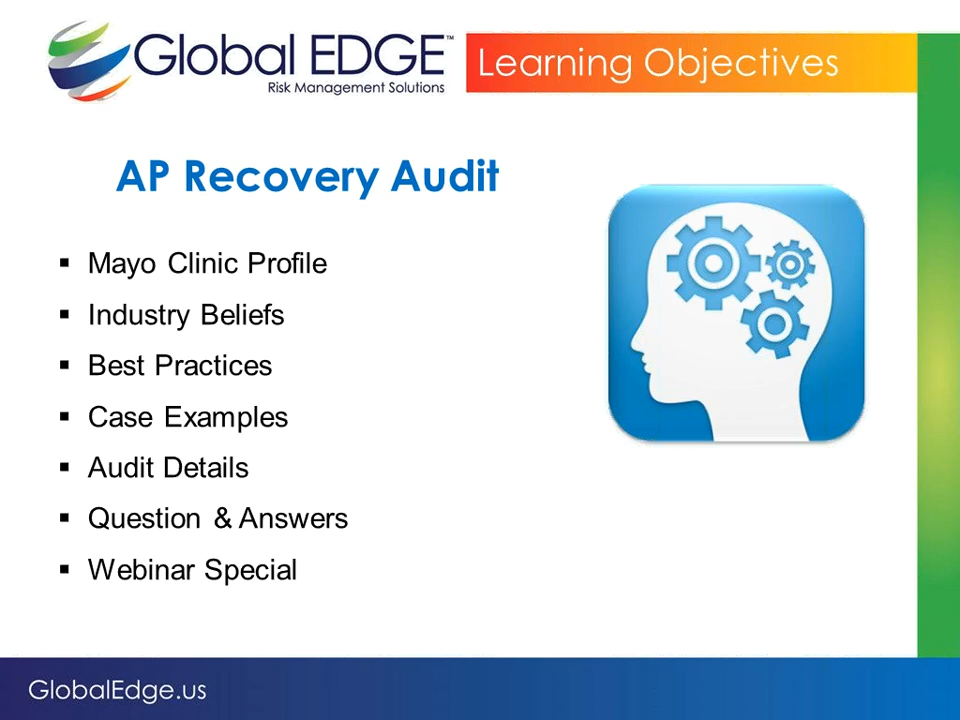 Global EDGE™
Risk Management Solutions
Learning Objectives
AP Recovery Audit
▪ Mayo Clinic Profile
▪ Industry Beliefs
▪ Best Practices
▪ Case Examples
▪ Audit Details
▪ Question & Answers
▪ Webinar Special
GlobalEdge.us